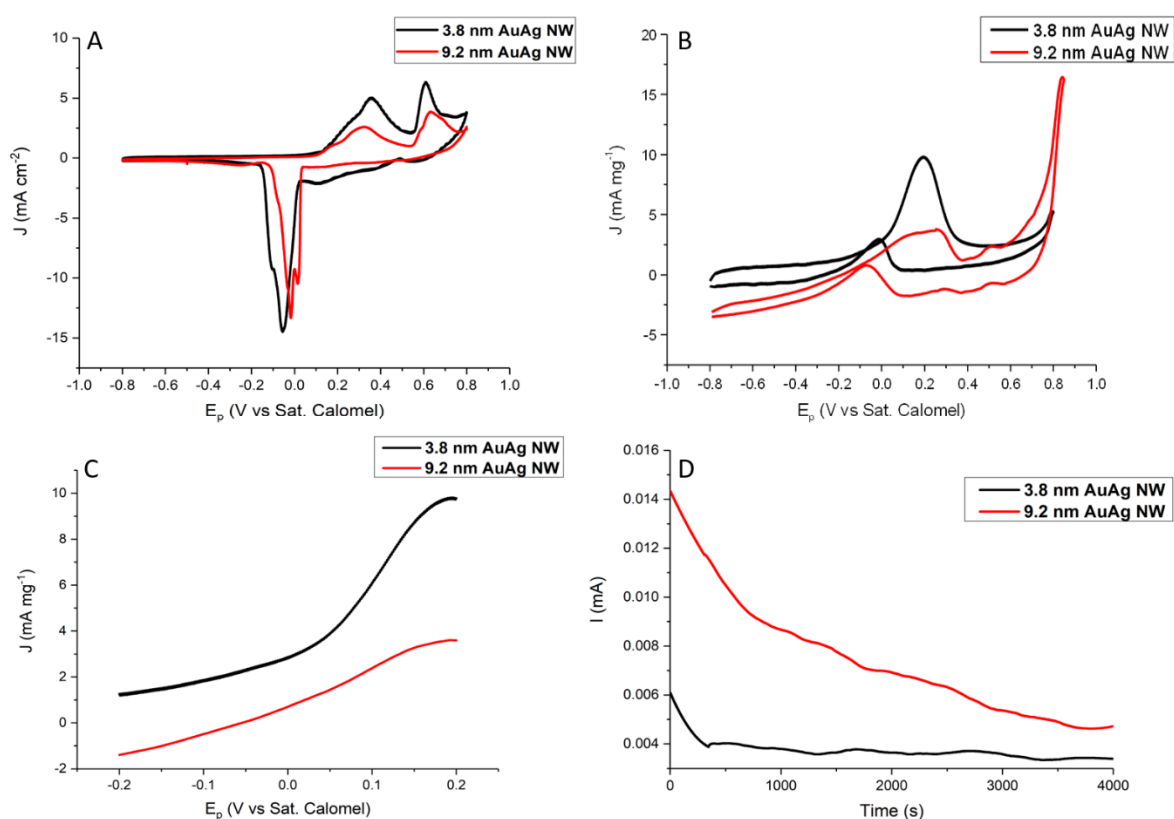 A
3.8 nm AuAg NW
9.2 nm AuAg NW
J (mA cm⁻²)
10
5
0
-5
-10
-15
-1.0 -0.8 -0.6 -0.4 -0.2 0.0 0.2 0.4 0.6 0.8 1.0
Eₚ (V vs Sat. Calomel)
B
3.8 nm AuAg NW
9.2 nm AuAg NW
J (mA mg⁻¹)
20
15
10
5
0
-5
-1.0 -0.8 -0.6 -0.4 -0.2 0.0 0.2 0.4 0.6 0.8 1.0
Eₚ (V vs Sat. Calomel)
C
3.8 nm AuAg NW
9.2 nm AuAg NW
J (mA mg⁻¹)
10
8
6
4
2
0
-2
-0.2 -0.1 0.0 0.1 0.2
Eₚ (V vs Sat. Calomel)
D
3.8 nm AuAg NW
9.2 nm AuAg NW
I (mA)
0.016
0.014
0.012
0.010
0.008
0.006
0.004
0 1000 2000 3000 4000
Time (s)